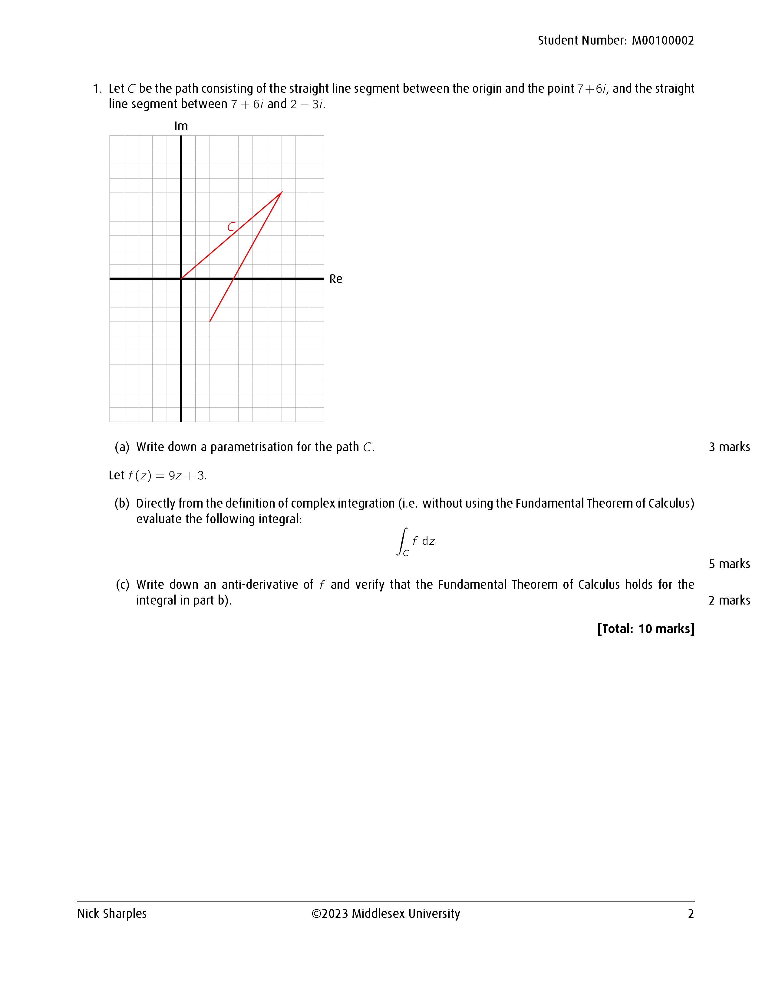 Student Number: M00100002
1. Let C be the path consisting of the straight line segment between the origin and the point 7+6i, and the straight
line segment between 7 + 6i and 2 − 3i.
Im
C
Re
(a) Write down a parametrisation for the path C. 3 marks
Let f(z) = 9z + 3.
(b) Directly from the definition of complex integration (i.e. without using the Fundamental Theorem of Calculus)
evaluate the following integral:
∫_C f dz
5 marks
(c) Write down an anti-derivative of f and verify that the Fundamental Theorem of Calculus holds for the
integral in part b). 2 marks
[Total: 10 marks]
Nick Sharples ©2023 Middlesex University 2